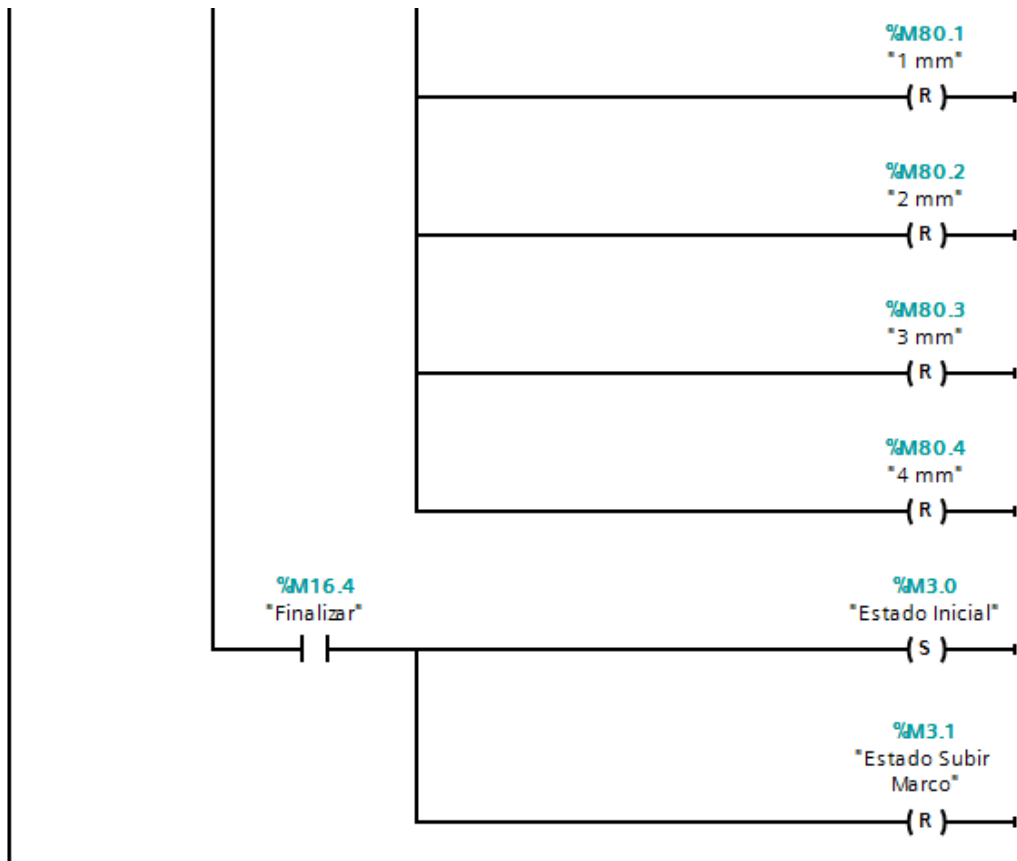 %M80.1
"1 mm"
R
%M80.2
"2 mm"
R
%M80.3
"3 mm"
R
%M80.4
"4 mm"
R
%M16.4
"Finalizar"
%M3.0
"Estado Inicial"
S
%M3.1
"Estado Subir
Marco"
R